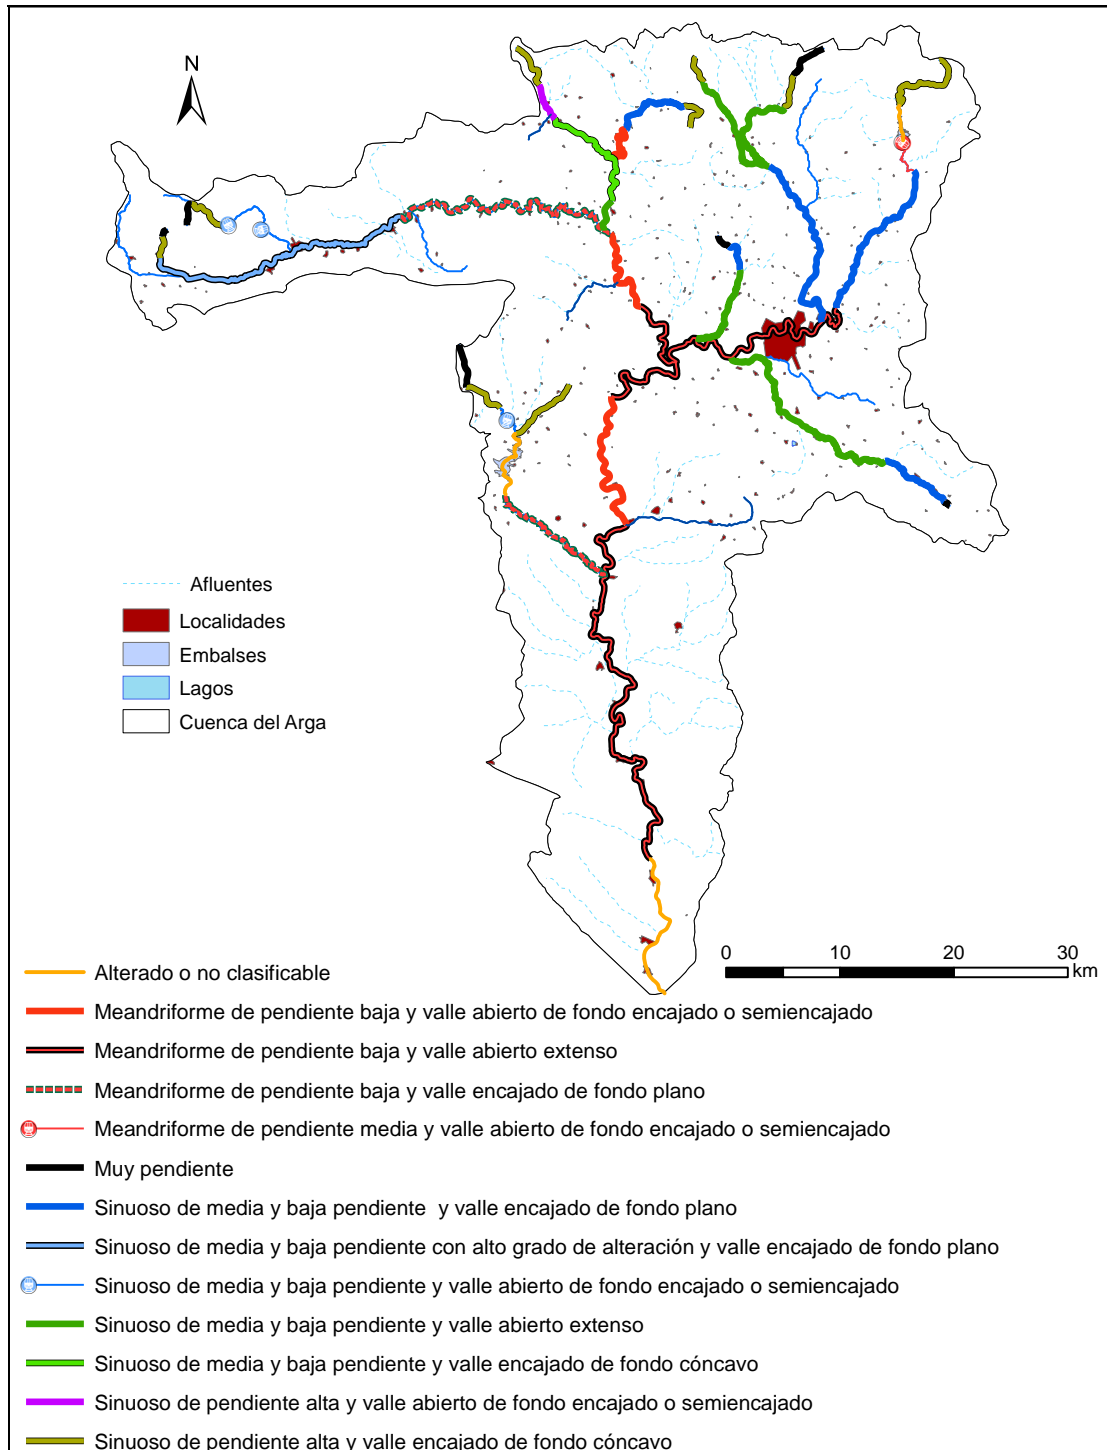 N
Afluentes
Localidades
Embalses
Lagos
Cuenca del Arga
0 10 20 30
km
Alterado o no clasificable
Meandriforme de pendiente baja y valle abierto de fondo encajado o semiencajado
Meandriforme de pendiente baja y valle abierto extenso
Meandriforme de pendiente baja y valle encajado de fondo plano
Meandriforme de pendiente media y valle abierto de fondo encajado o semiencajado
Muy pendiente
Sinuoso de media y baja pendiente y valle encajado de fondo plano
Sinuoso de media y baja pendiente con alto grado de alteración y valle encajado de fondo plano
Sinuoso de media y baja pendiente y valle abierto de fondo encajado o semiencajado
Sinuoso de media y baja pendiente y valle abierto extenso
Sinuoso de media y baja pendiente y valle encajado de fondo cóncavo
Sinuoso de pendiente alta y valle abierto de fondo encajado o semiencajado
Sinuoso de pendiente alta y valle encajado de fondo cóncavo